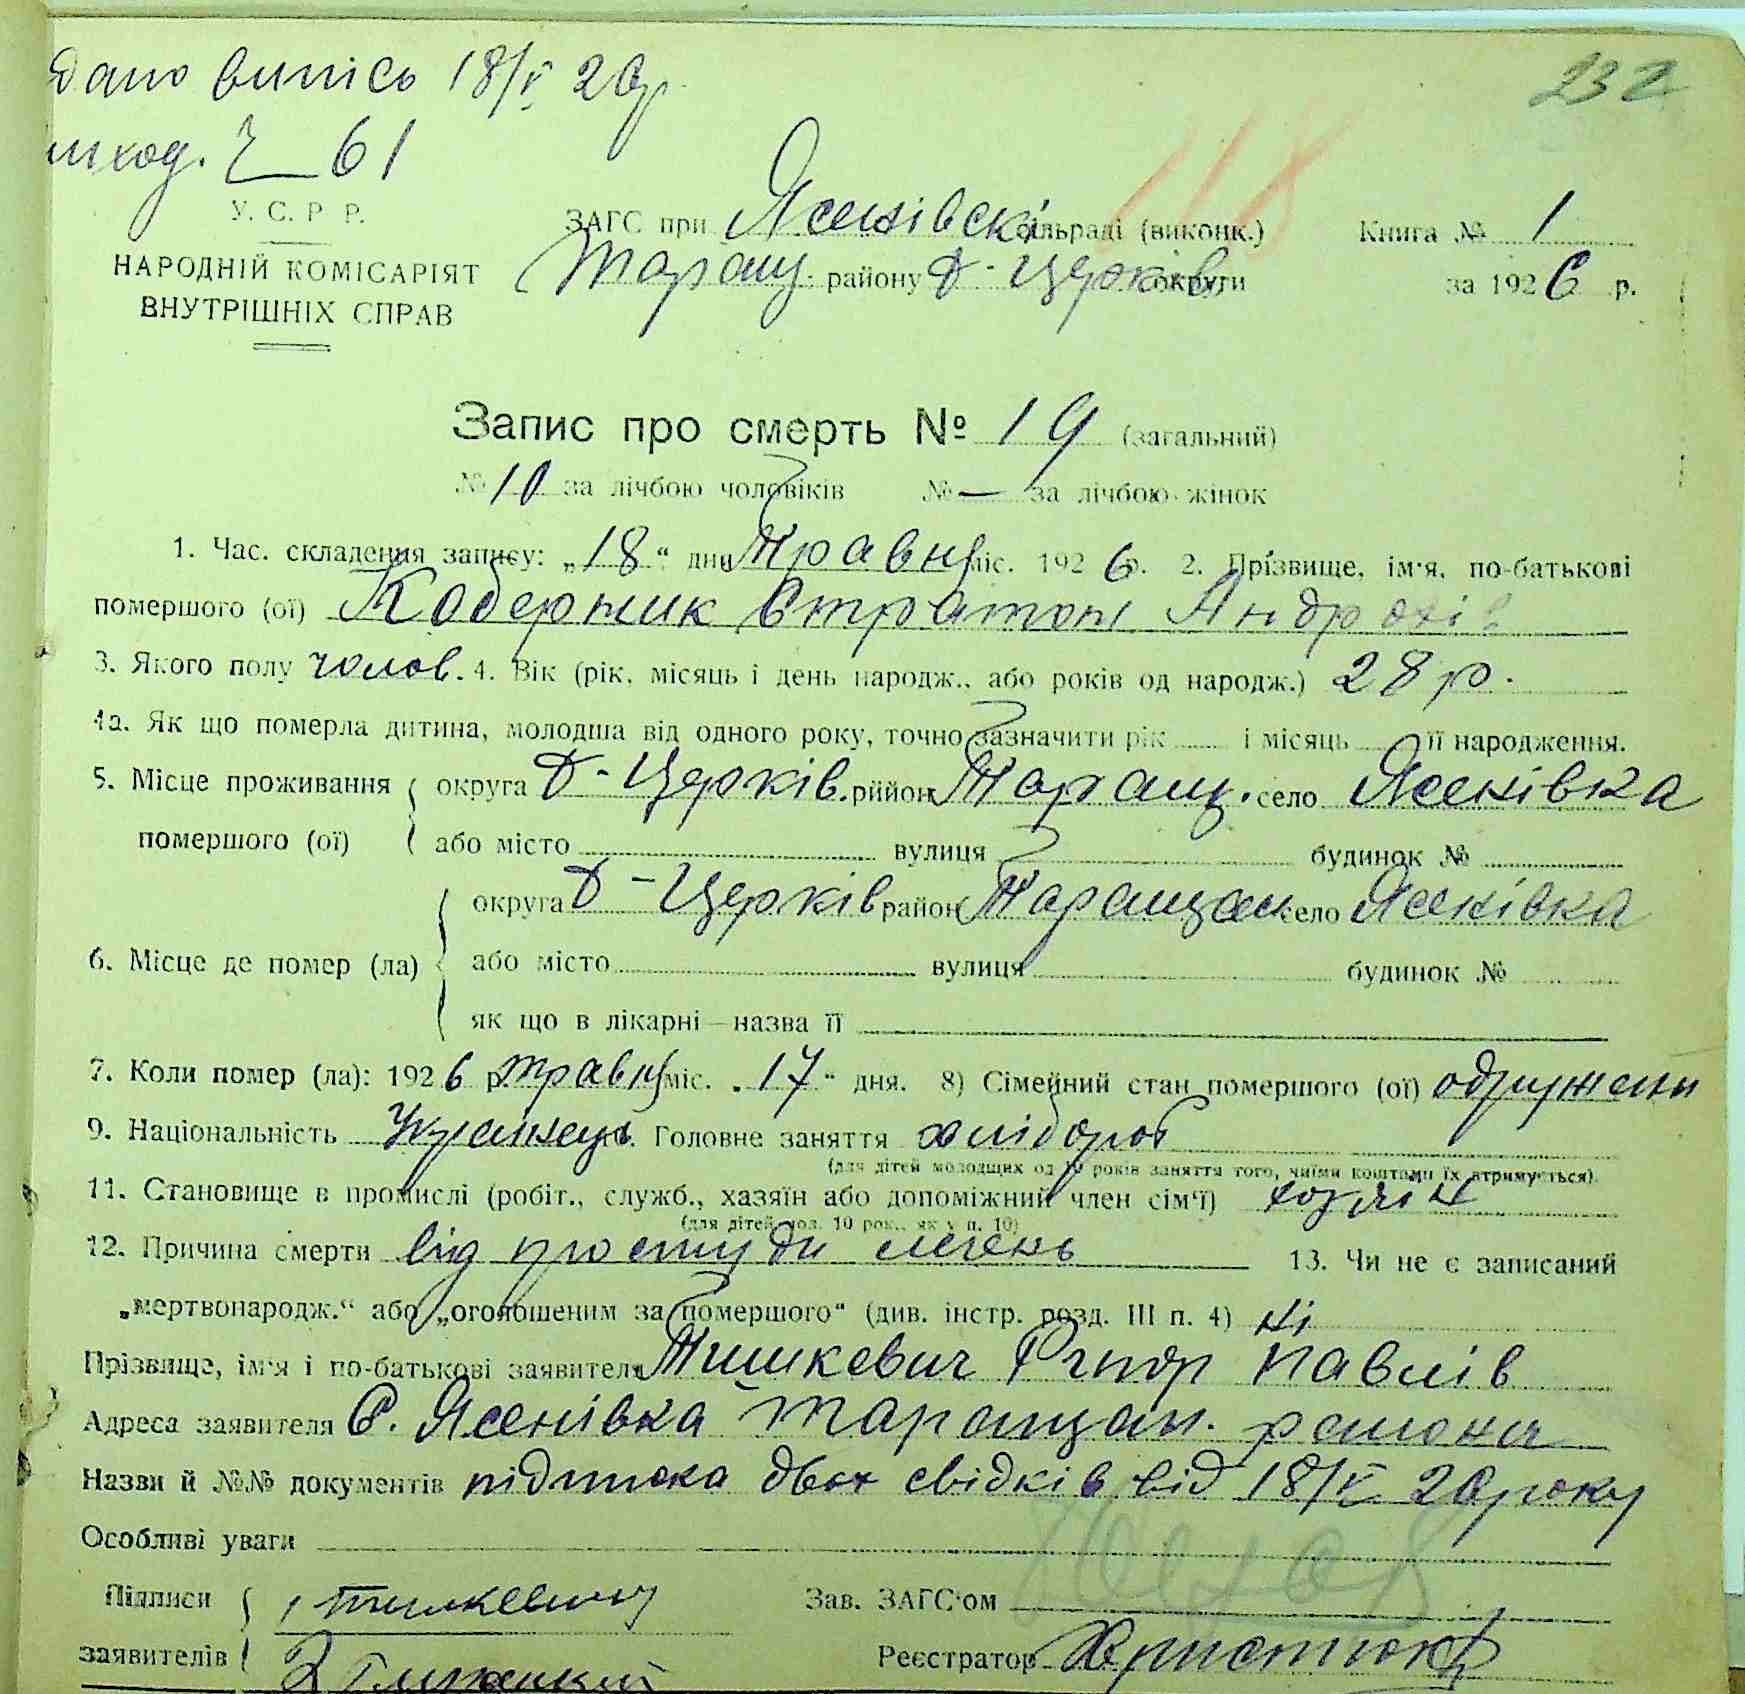 Дано випись 18/V 26 р
232
61
118
У. С. Р Р.
НАРОДНІЙ КОМІСАРІЯТ
ВНУТРІШНІХ СПРАВ
ЗАГС при Ясенівскі сільраді (виконк.)
Таращ. району Б-Церків. округи
Книга № 1
за 1926 р.
Запис про смерть № 19 (загальний)
№ 10 за лічбою чоловіків № — за лічбою жінок
1. Час. складення запису: „18“ дня Травня міс. 1926 р. 2. Прізвище, ім'я, по-батькові
помершого (ої) Коберник Стратон
3. Якого полу чолов. 4. Вік (рік, місяць і день народж., або років од народж.) 28 р.
4а. Як що померла дитина, молодша від одного року, точно зазначити рік і місяць її народження.
5. Місце проживання помершого (ої) округа Б-Церків. район Таращ. село Ясенівка
або місто вулиця будинок №
6. Місце де помер (ла) округа Б-Церків район Таращан село Ясенівка
або місто вулиця будинок №
як що в лікарні – назва її
7. Коли помер (ла): 1926 р. травня міс. „17“ дня. 8) Сімейний стан помершого (ої) одружени
9. Національність Українець. Головне заняття хлібороб
(для дітей молодших од 10 років заняття того, чиїми коштами їх втримується).
11. Становище в промислі (робіт., служб., хазяїн або допоміжний член сім'ї) хозяін
(для дітей мол. 10 рок., як у п. 10)
12. Причина смерти від простуди легень 13. Чи не є записаний
„мертвонародж.“ або „оголошеним за помершого“ (див. інстр. розд. III п. 4) ні
Прізвище, ім'я і по-батькові заявителя Тишкевич Павлів
Адреса заявителя С. Ясенівка Таращан. района
Назви й №№ документів підписка двох свідків від 18/V 26 року
Особливі уваги
Підписи заявителів Тишкевич
Зав. ЗАГС'ом
Реєстратор Христюк